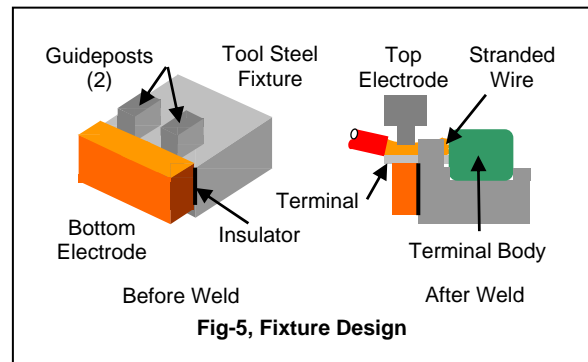 Guideposts
(2)
Tool Steel
Fixture
Top
Electrode
Stranded
Wire
Bottom
Electrode
Insulator
Terminal
Terminal Body
Before Weld
After Weld
Fig-5, Fixture Design